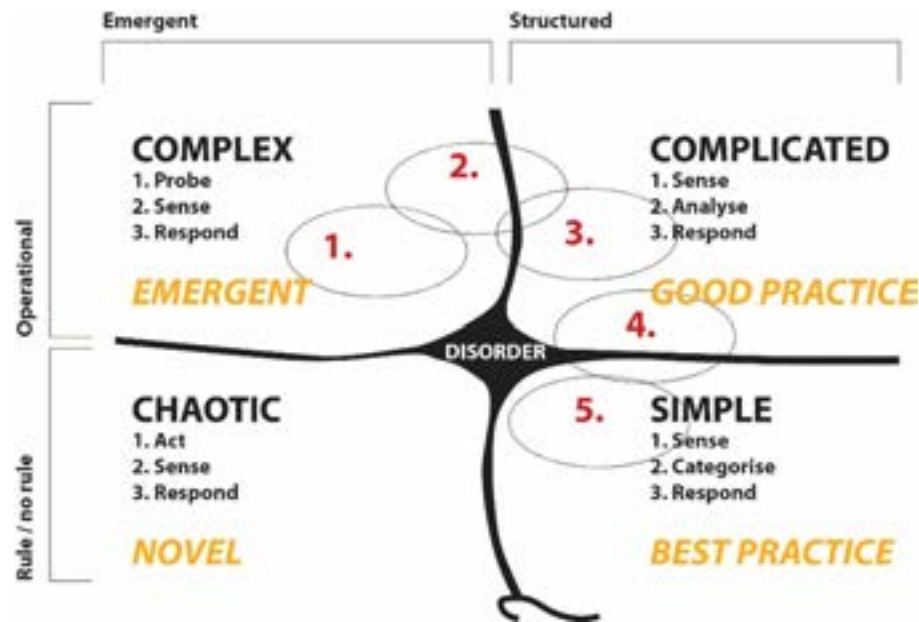 Emergent
Structured
Operational
COMPLEX
1. Probe
2. Sense
3. Respond
EMERGENT
2.
1.
3.
COMPLICATED
1. Sense
2. Analyse
3. Respond
GOOD PRACTICE
4.
DISORDER
Rule / no rule
CHAOTIC
1. Act
2. Sense
3. Respond
NOVEL
5.
SIMPLE
1. Sense
2. Categorise
3. Respond
BEST PRACTICE